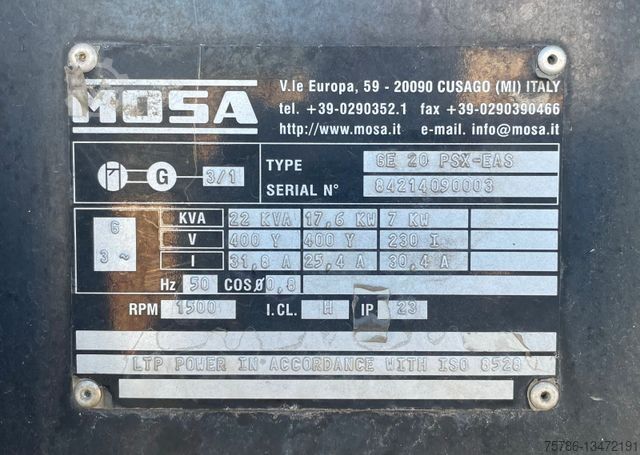 MOSA
V.le Europa, 59 - 20090 CUSAGO (MI) ITALY
tel. +39-0290352.1 fax +39-0290390466
http://www.mosa.it e-mail. info@mosa.it
G 3/1
TYPE GE 20 PSX-EAS
SERIAL N° 84214090003
G
3~
KVA 22 KVA 17,6 KW 7 KW
V 400 Y 400 Y 230 I
I 31,8 A 25,4 A 30,4 A
Hz 50 COSØ 0,8
RPM 1500 I.CL. H IP 23
LTP POWER IN ACCORDANCE WITH ISO 8528
75786-13472191